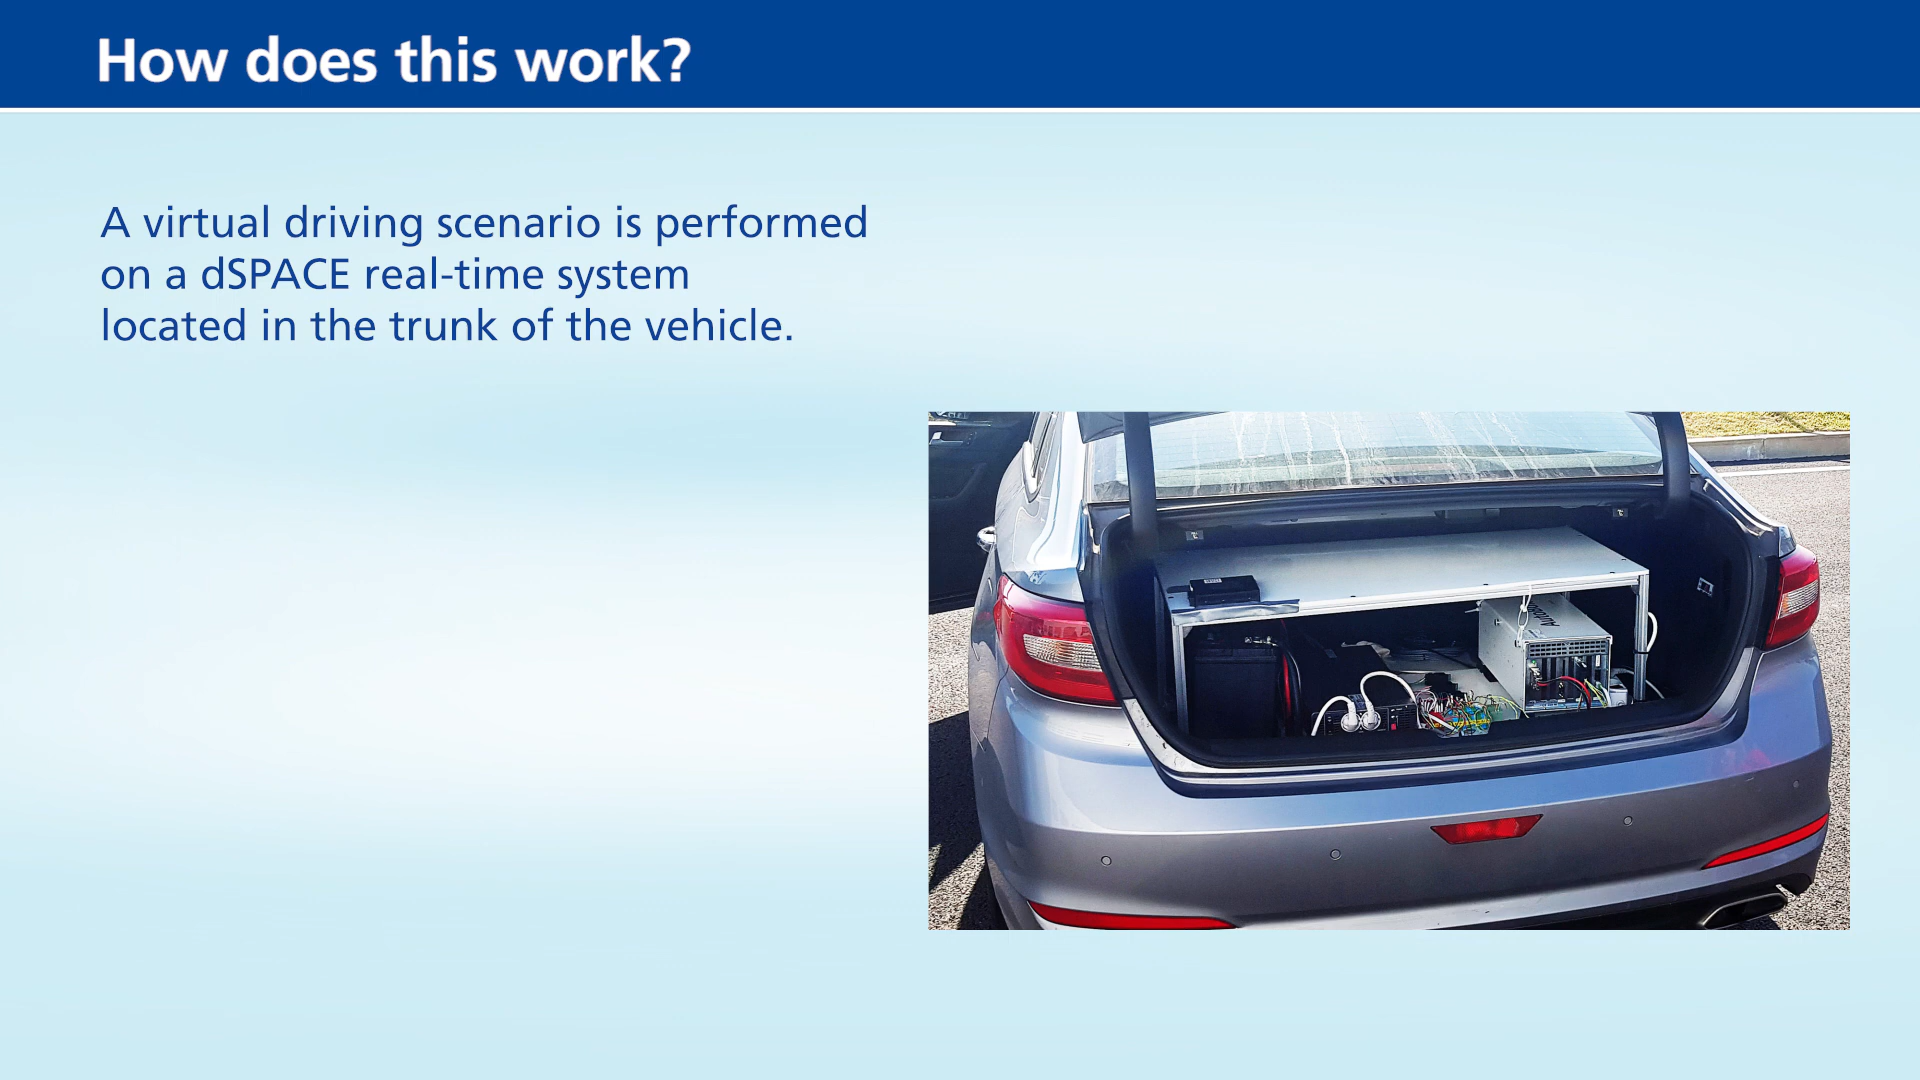 How does this work?
A virtual driving scenario is performed
on a dSPACE real-time system
located in the trunk of the vehicle.